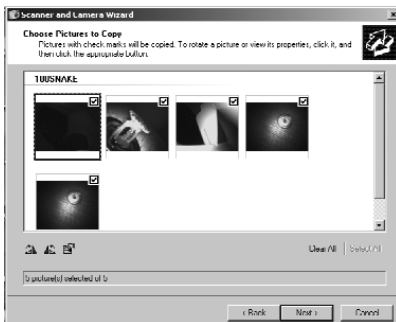 Scanner and Camera Wizard
Choose Pictures to Copy
Pictures with check marks will be copied. To rotate a picture or view its properties, click it, and
then click the appropriate button.
100SNAKE
Clear All
Select All
5 picture(s) selected of 5
< Back
Next >
Cancel